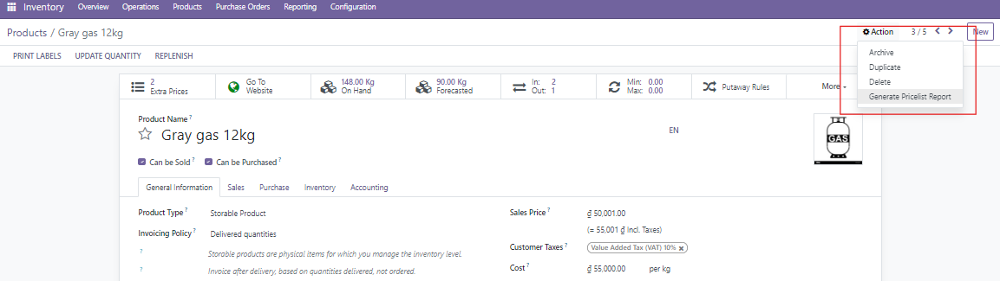 Inventory Overview Operations Products Purchase Orders Reporting Configuration
Products / Gray gas 12kg Action 3 / 5 New
PRINT LABELS UPDATE QUANTITY REPLENISH
Archive
Duplicate
Delete
Generate Pricelist Report
2 Extra Prices
Go To Website
148.00 Kg On Hand
90.00 Kg Forecasted
In: 2
Out: 1
Min: 0.00
Max: 0.00
Putaway Rules
More
Product Name ?
Gray gas 12kg
EN
GAS
Can be Sold ? Can be Purchased ?
General Information Sales Purchase Inventory Accounting
Product Type ? Storable Product
Invoicing Policy ? Delivered quantities
? Storable products are physical items for which you manage the inventory level.
? Invoice after delivery, based on quantities delivered, not ordered.
Sales Price ? ₫ 50,001.00
(= 55,001 ₫ Incl. Taxes)
Customer Taxes ? Value Added Tax (VAT) 10% ×
Cost ? ₫ 55,000.00 per kg